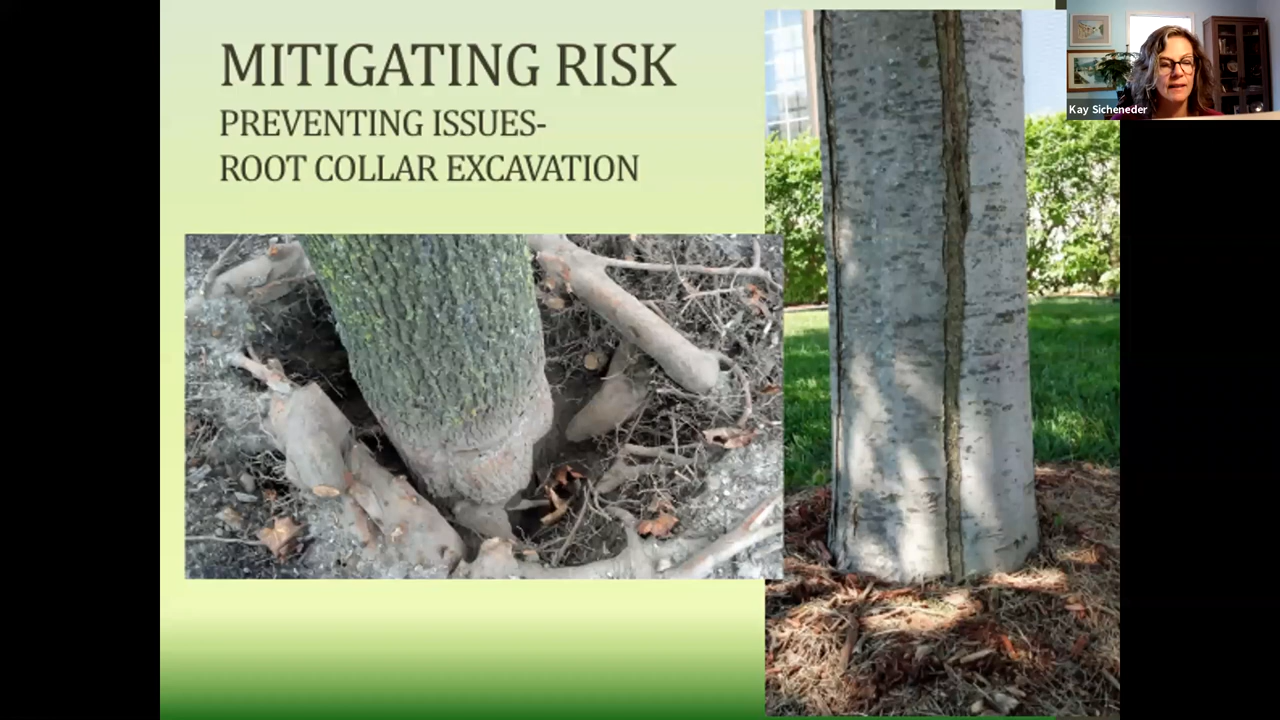 MITIGATING RISK
PREVENTING ISSUES-
ROOT COLLAR EXCAVATION
Kay Sicheneder